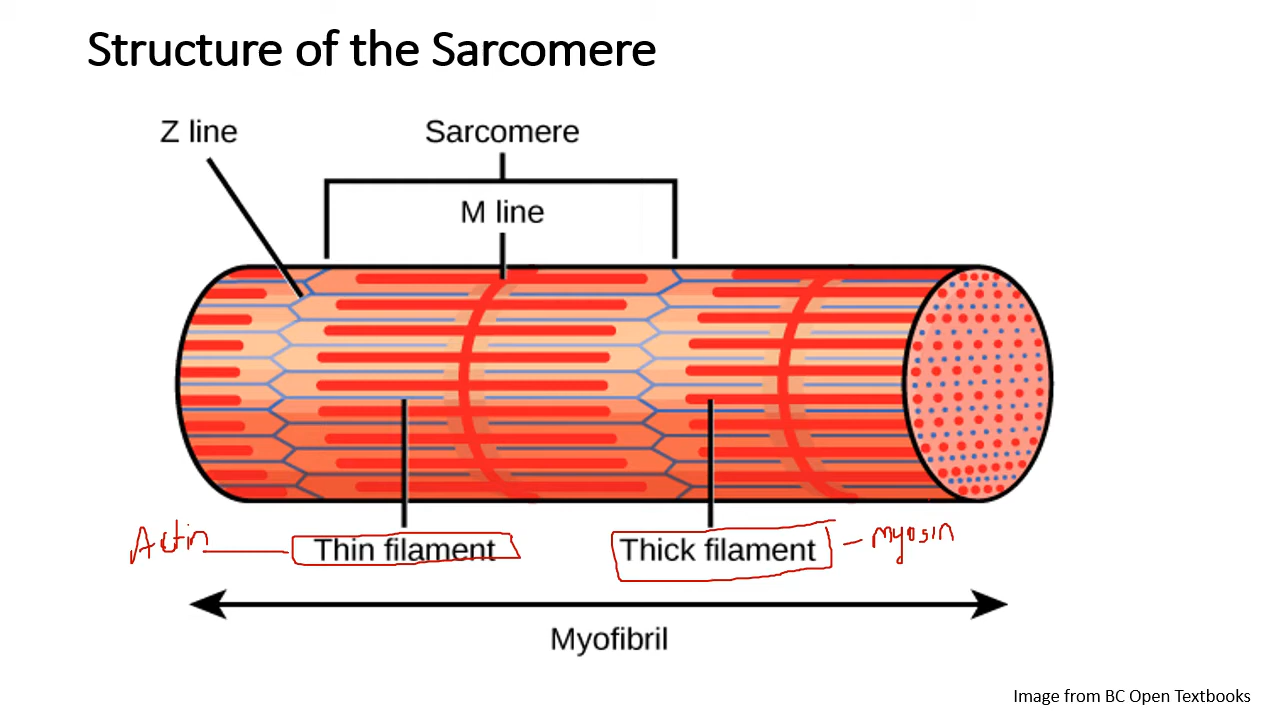 Structure of the Sarcomere
Z line
Sarcomere
M line
Actin
Thin filament
Thick filament
- myosin
Myofibril
Image from BC Open Textbooks